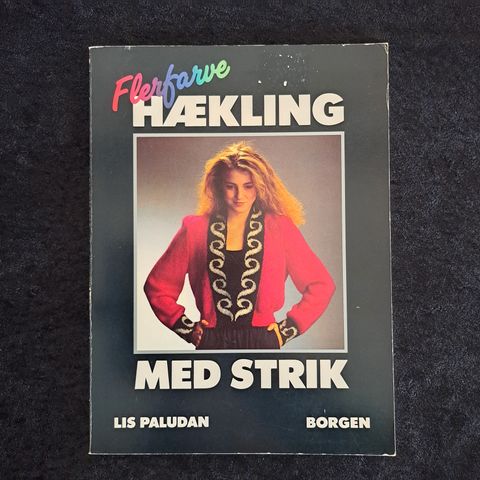 Flerfarve
HÆKLING
MED STRIK
LIS PALUDAN BORGEN